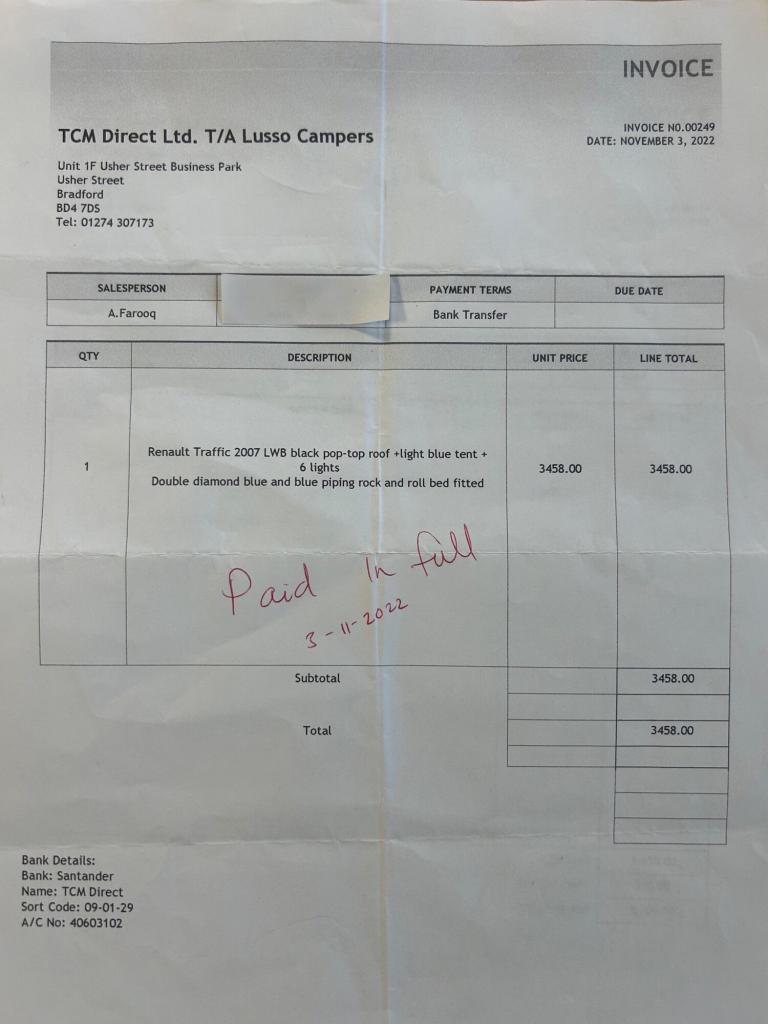 INVOICE
TCM Direct Ltd. T/A Lusso Campers
INVOICE NO.00249
DATE: NOVEMBER 3, 2022
Unit 1F Usher Street Business Park
Usher Street
Bradford
BD4 7DS
Tel: 01274 307173
SALESPERSON PAYMENT TERMS DUE DATE
A.Farooq Bank Transfer
QTY DESCRIPTION UNIT PRICE LINE TOTAL
Renault Traffic 2007 LWB black pop-top roof +light blue tent +
1 6 lights 3458.00 3458.00
Double diamond blue and blue piping rock and roll bed fitted
Paid In full
3-11-2022
Subtotal 3458.00
Total 3458.00
Bank Details:
Bank: Santander
Name: TCM Direct
Sort Code: 09-01-29
A/C No: 40603102